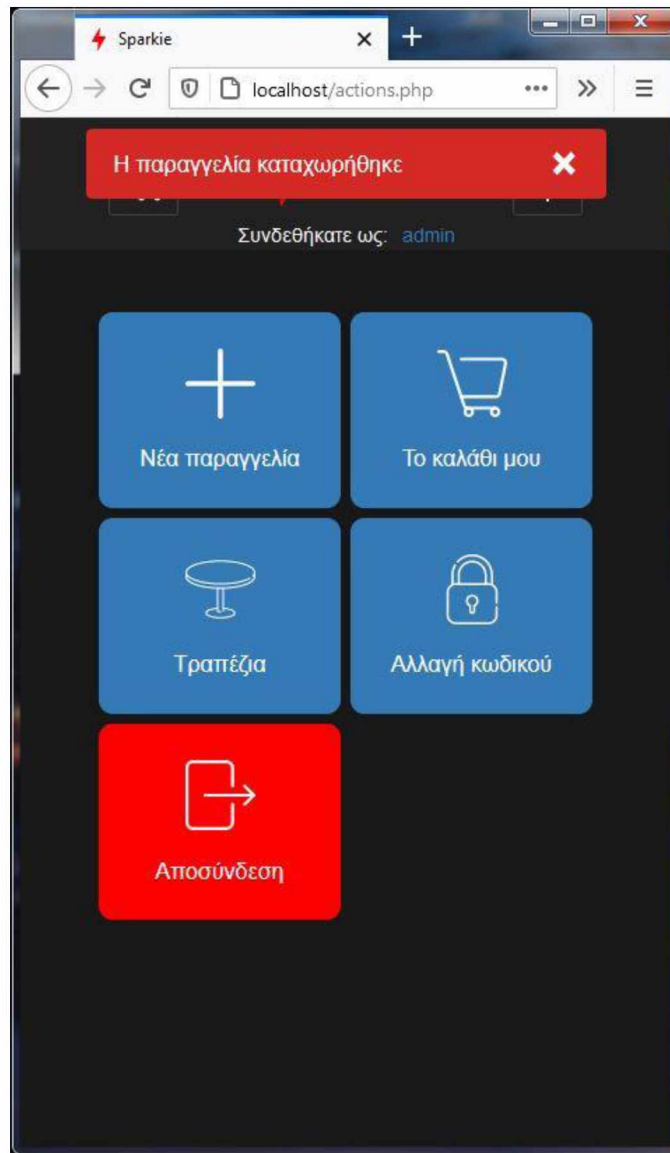 Sparkie
localhost/actions.php
Η παραγγελία καταχωρήθηκε
Συνδεθήκατε ως: admin
Νέα παραγγελία
Το καλάθι μου
Τραπέζια
Αλλαγή κωδικού
Αποσύνδεση